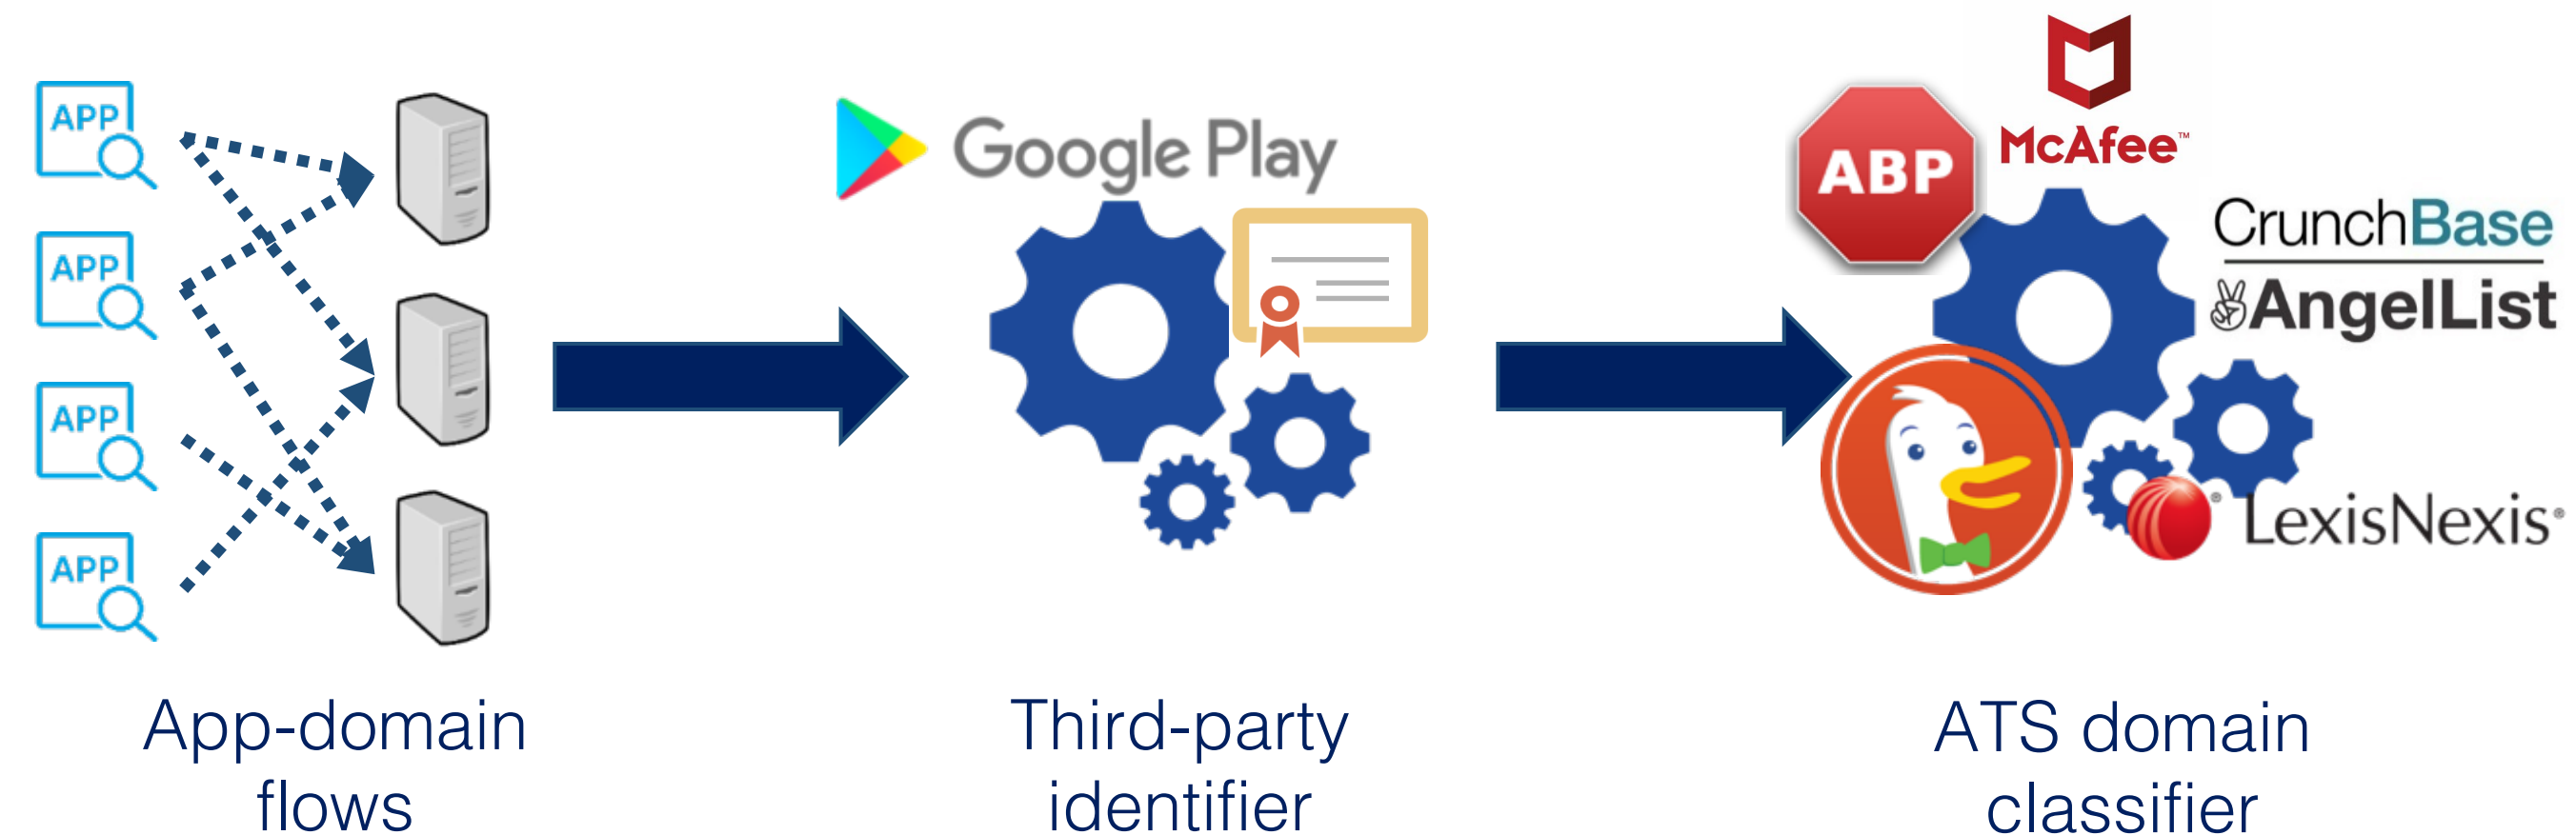 APP
APP
APP
APP
Google Play
ABP
McAfee™
CrunchBase
AngelList
LexisNexis®
App-domain
flows
Third-party
identifier
ATS domain
classifier